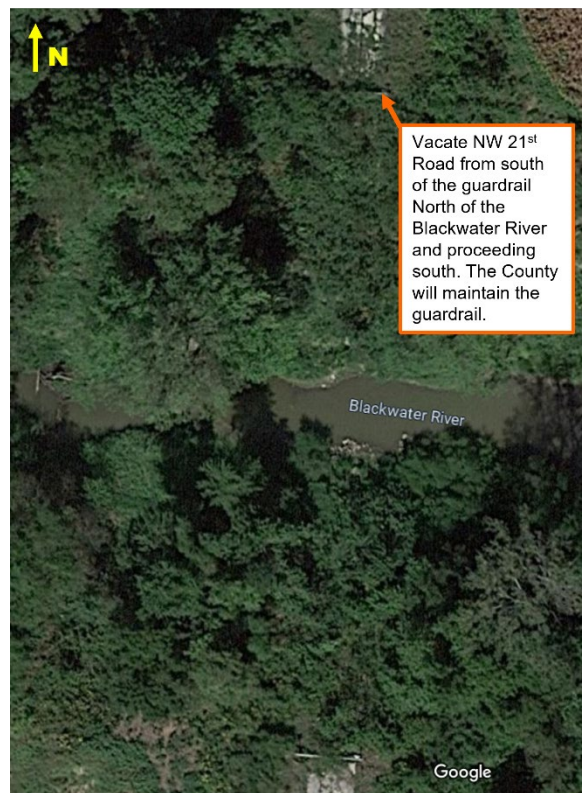 N
Vacate NW 21st
Road from south
of the guardrail
North of the
Blackwater River
and proceeding
south. The County
will maintain the
guardrail.
Blackwater River
Google